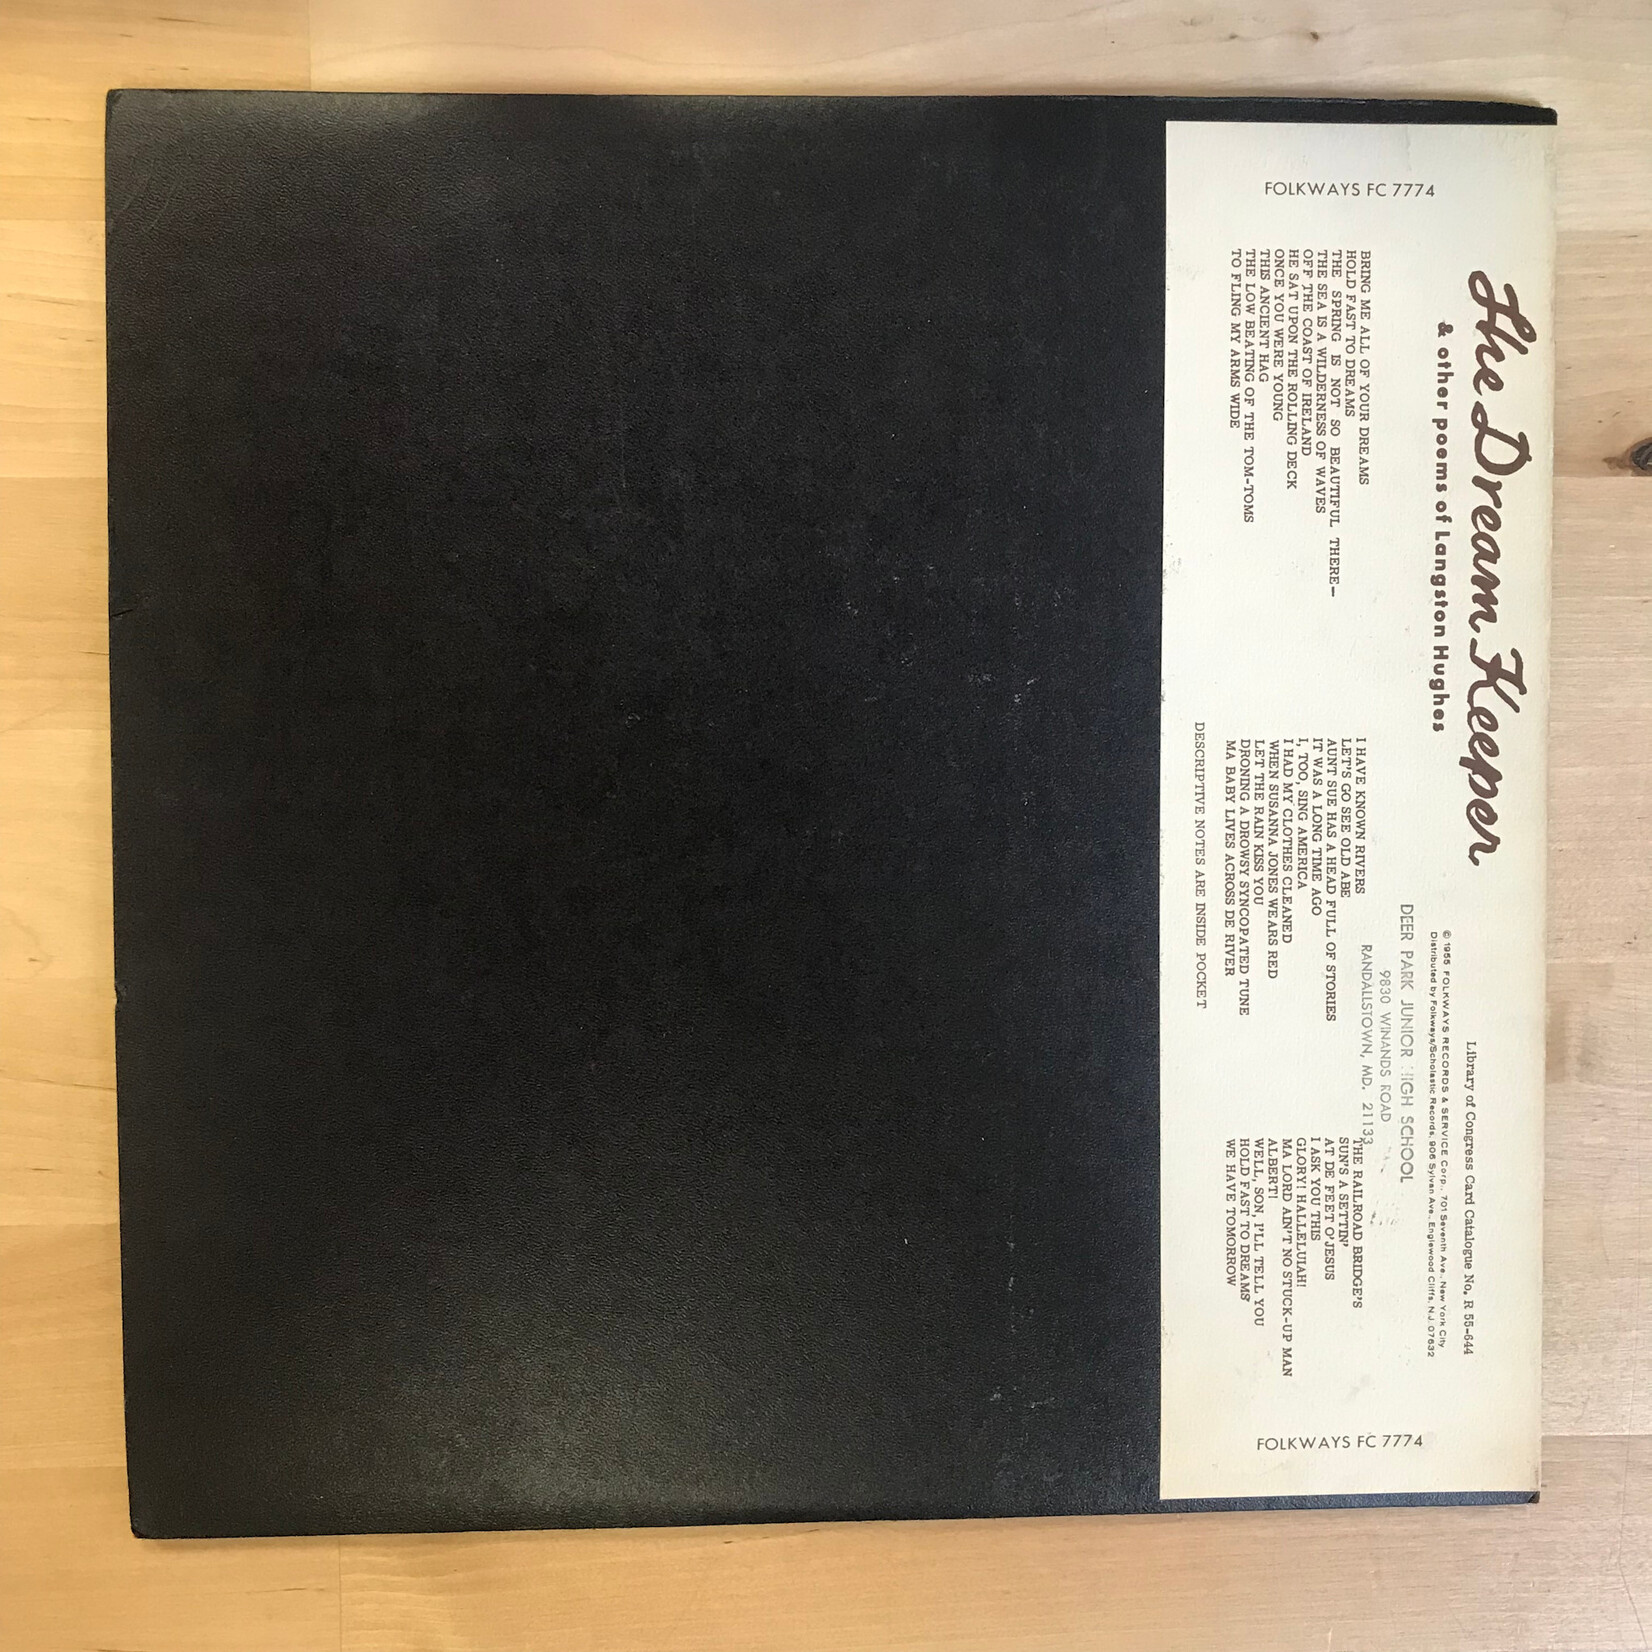 FOLKWAYS FC 7774
The Dream Keeper
& other poems of Langston Hughes
Library of Congress Card Catalogue No. R 55-644
© 1955 FOLKWAYS RECORDS & SERVICE Corp., 701 Seventh Ave., New York City
Distributed by Folkways/Scholastic Records, 906 Sylvan Ave., Englewood Cliffs, N.J. 07632
DEER PARK JUNIOR HIGH SCHOOL
9830 WINANDS ROAD
RANDALLSTOWN, MD. 21133
BRING ME ALL OF YOUR DREAMS
HOLD FAST TO DREAMS
THE SPRING IS NOT SO BEAUTIFUL THERE—
THE SEA IS A WILDERNESS OF WAVES
OFF THE COAST OF IRELAND
HE SAT UPON THE ROLLING DECK
ONCE YOU WERE YOUNG
THIS ANCIENT HAG
THE LOW BEATING OF THE TOM-TOMS
TO FLING MY ARMS WIDE
I HAVE KNOWN RIVERS
LET'S GO SEE OLD ABE
AUNT SUE HAS A HEAD FULL OF STORIES
IT WAS A LONG TIME AGO
I, TOO, SING AMERICA
I HAD MY CLOTHES CLEANED
WHEN SUSANNA JONES WEARS RED
LET THE RAIN KISS YOU
DRONING A DROWSY SYNCOPATED TUNE
MA BABY LIVES ACROSS DE RIVER
THE RAILROAD BRIDGE'S
SUN'S A SETTIN'
AT DE FEET O'JESUS
I ASK YOU THIS
GLORY! HALLELUIAH!
MA LORD AIN'T NO STUCK-UP MAN
ALBERT!
WELL, SON, I'LL TELL YOU
HOLD FAST TO DREAMS
WE HAVE TOMORROW
DESCRIPTIVE NOTES ARE INSIDE POCKET
FOLKWAYS FC 7774